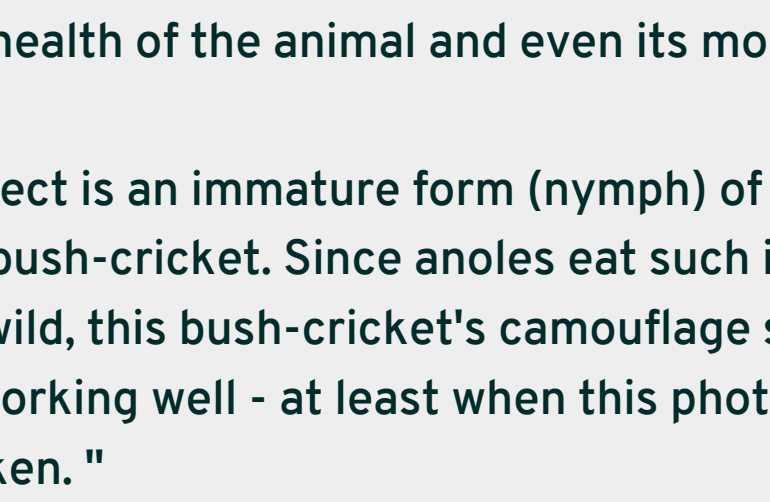 health of the animal and even its mo
ect is an immature form (nymph) of
bush-cricket. Since anoles eat such i
wild, this bush-cricket's camouflage s
orking well - at least when this phot
ken. "